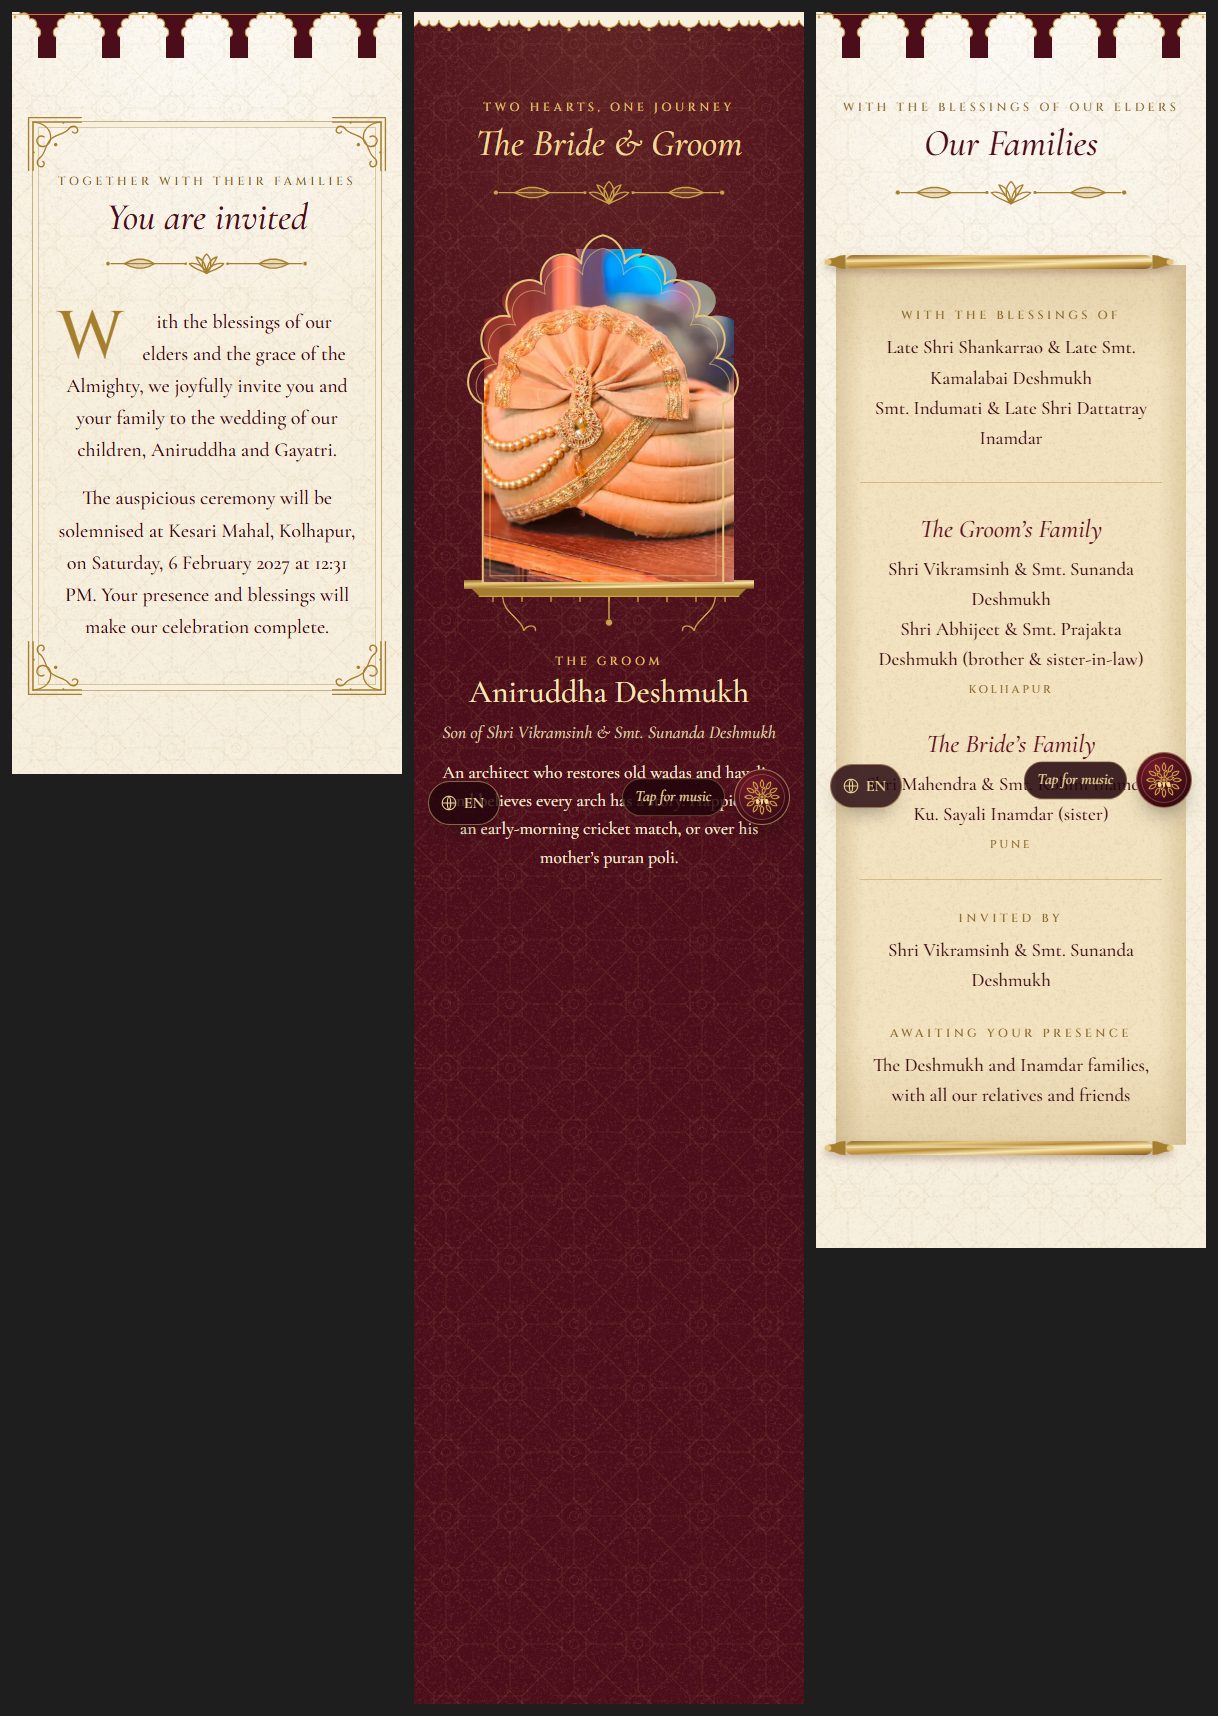 TOGETHER WITH THEIR FAMILIES
You are invited
With the blessings of our
elders and the grace of the
Almighty, we joyfully invite you and
your family to the wedding of our
children, Aniruddha and Gayatri.
The auspicious ceremony will be
solemnised at Kesari Mahal, Kolhapur,
on Saturday, 6 February 2027 at 12:31
PM. Your presence and blessings will
make our celebration complete.
TWO HEARTS, ONE JOURNEY
The Bride & Groom
THE GROOM
Aniruddha Deshmukh
Son of Shri Vikramsinh & Smt. Sunanda Deshmukh
An architect who restores old wadas and
believes every arch has
an early-morning cricket match, or over his
mother's puran poli.
EN
Tap for music
WITH THE BLESSINGS OF OUR ELDERS
Our Families
WITH THE BLESSINGS OF
Late Shri Shankarrao & Late Smt.
Kamalabai Deshmukh
Smt. Indumati & Late Shri Dattatray
Inamdar
The Groom's Family
Shri Vikramsinh & Smt. Sunanda
Deshmukh
Shri Abhijeet & Smt. Prajakta
Deshmukh (brother & sister-in-law)
KOLHAPUR
The Bride's Family
Mahendra & Smt.
EN
Tap for music
Ku. Sayali Inamdar (sister)
PUNE
INVITED BY
Shri Vikramsinh & Smt. Sunanda
Deshmukh
AWAITING YOUR PRESENCE
The Deshmukh and Inamdar families,
with all our relatives and friends